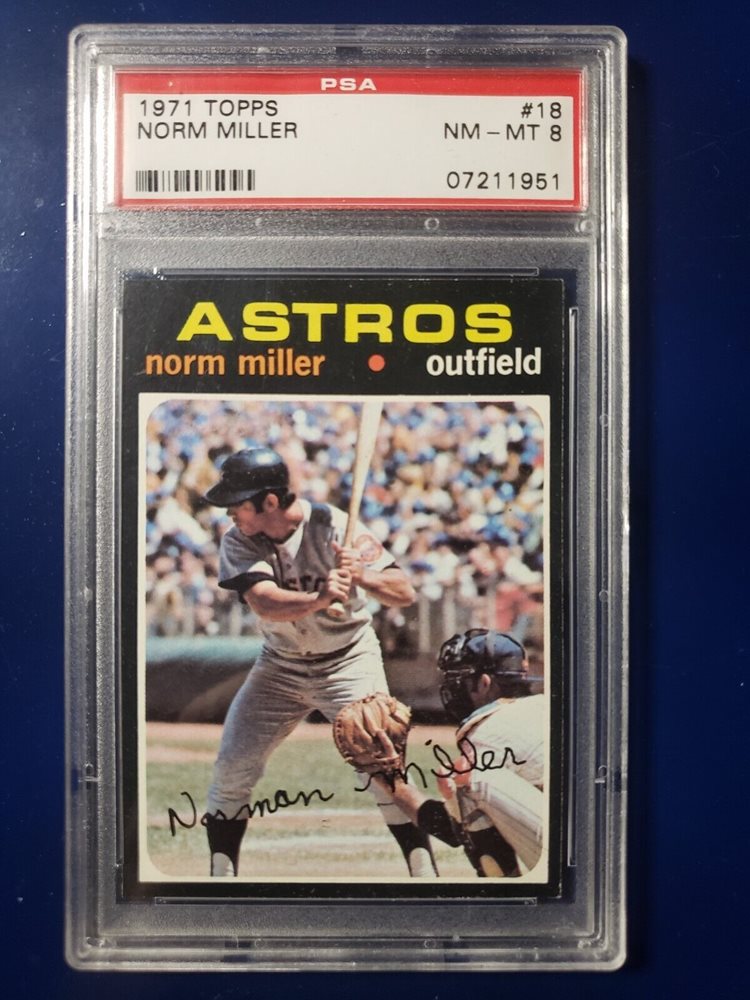 PSA
1971 TOPPS #18
NORM MILLER NM - MT 8
07211951
ASTROS
norm miller • outfield
Norman Miller